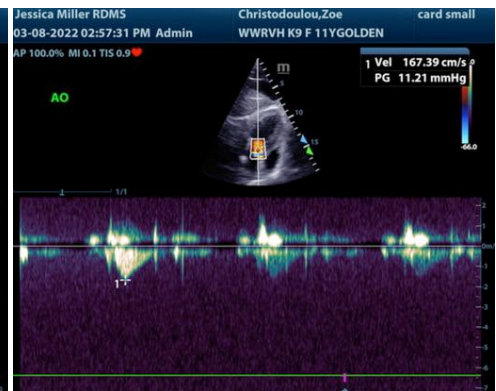 Jessica Miller RDMS Christodoulou,Zoe card small
03-08-2022 02:57:31 PM Admin WWRVH K9 F 11YGOLDEN
AP 100.0% MI 0.1 TIS 0.9
1 Vel 167.39 cm/s
PG 11.21 mmHg
AO
m
5
10
15
-66.0
1/1
-2
-1
0m/s
-1
-2
-3
-4
-5
-6
-7
1